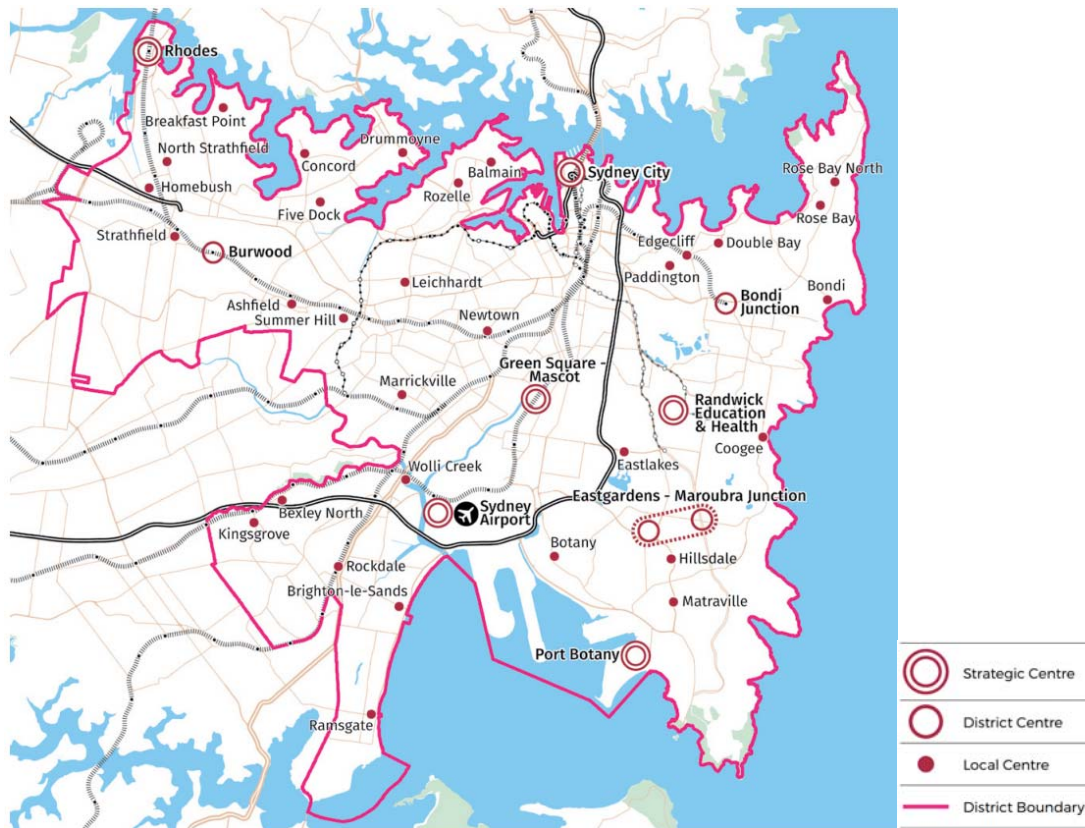 Rhodes
Breakfast Point
Drummoyne
North Strathfield
Concord
Balmain
Sydney City
Rose Bay North
Homebush
Rozelle
Five Dock
Rose Bay
Strathfield
Edgecliff
Double Bay
Burwood
Paddington
Leichhardt
Bondi
Junction
Bondi
Ashfield
Summer Hill
Newtown
Green Square -
Mascot
Marrickville
Randwick
Education
& Health
Coogee
Wolli Creek
Eastlakes
Eastgardens - Maroubra Junction
Bexley North
Sydney
Airport
Kingsgrove
Botany
Hillsdale
Rockdale
Brighton-le-Sands
Matraville
Port Botany
Ramsgate
Strategic Centre
District Centre
Local Centre
District Boundary